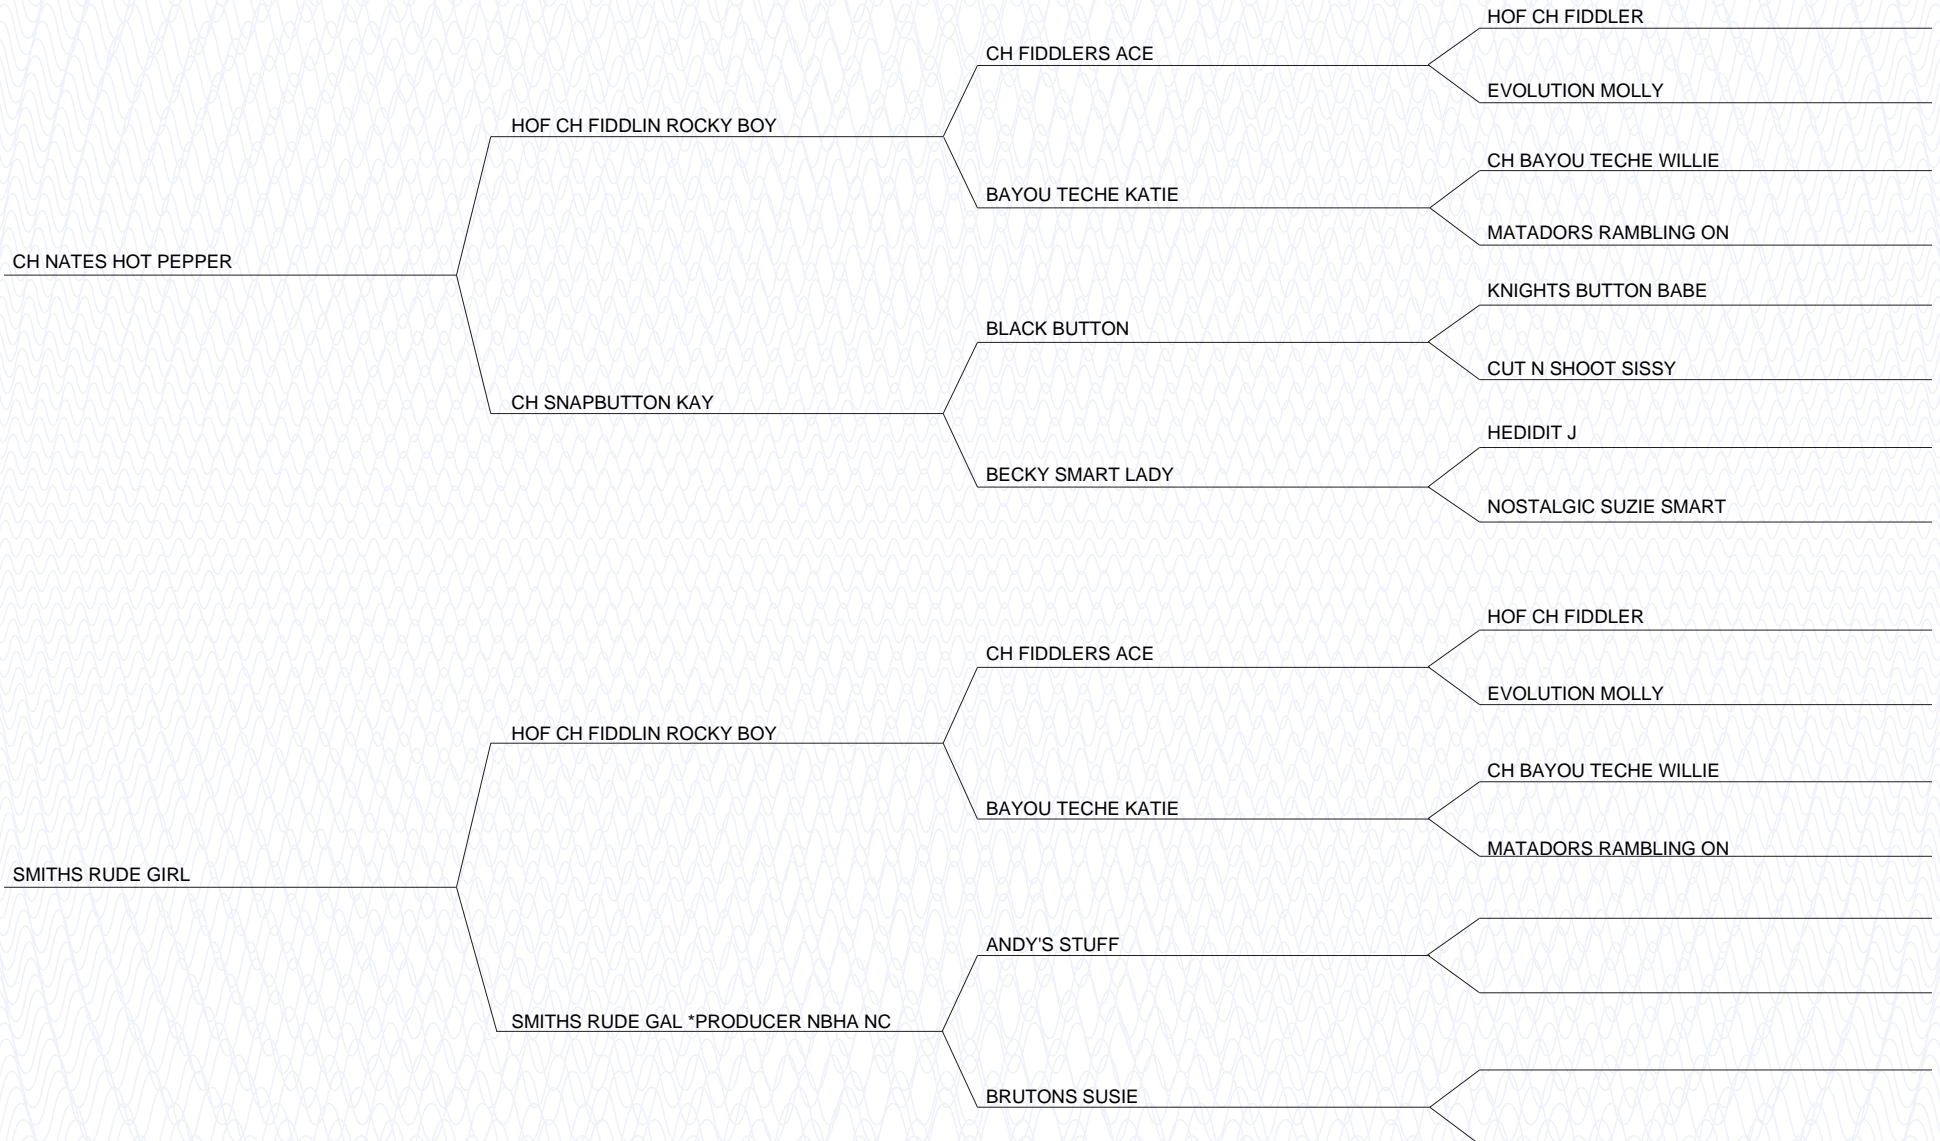 HOF CH FIDDLER
CH FIDDLERS ACE
EVOLUTION MOLLY
HOF CH FIDDLIN ROCKY BOY
CH BAYOU TECHE WILLIE
BAYOU TECHE KATIE
MATADORS RAMBLING ON
CH NATES HOT PEPPER
KNIGHTS BUTTON BABE
BLACK BUTTON
CUT N SHOOT SISSY
CH SNAPBUTTON KAY
HEDIDIT J
BECKY SMART LADY
NOSTALGIC SUZIE SMART
HOF CH FIDDLER
CH FIDDLERS ACE
EVOLUTION MOLLY
HOF CH FIDDLIN ROCKY BOY
CH BAYOU TECHE WILLIE
BAYOU TECHE KATIE
MATADORS RAMBLING ON
SMITHS RUDE GIRL
ANDY'S STUFF
SMITHS RUDE GAL *PRODUCER NBHA NC
BRUTONS SUSIE